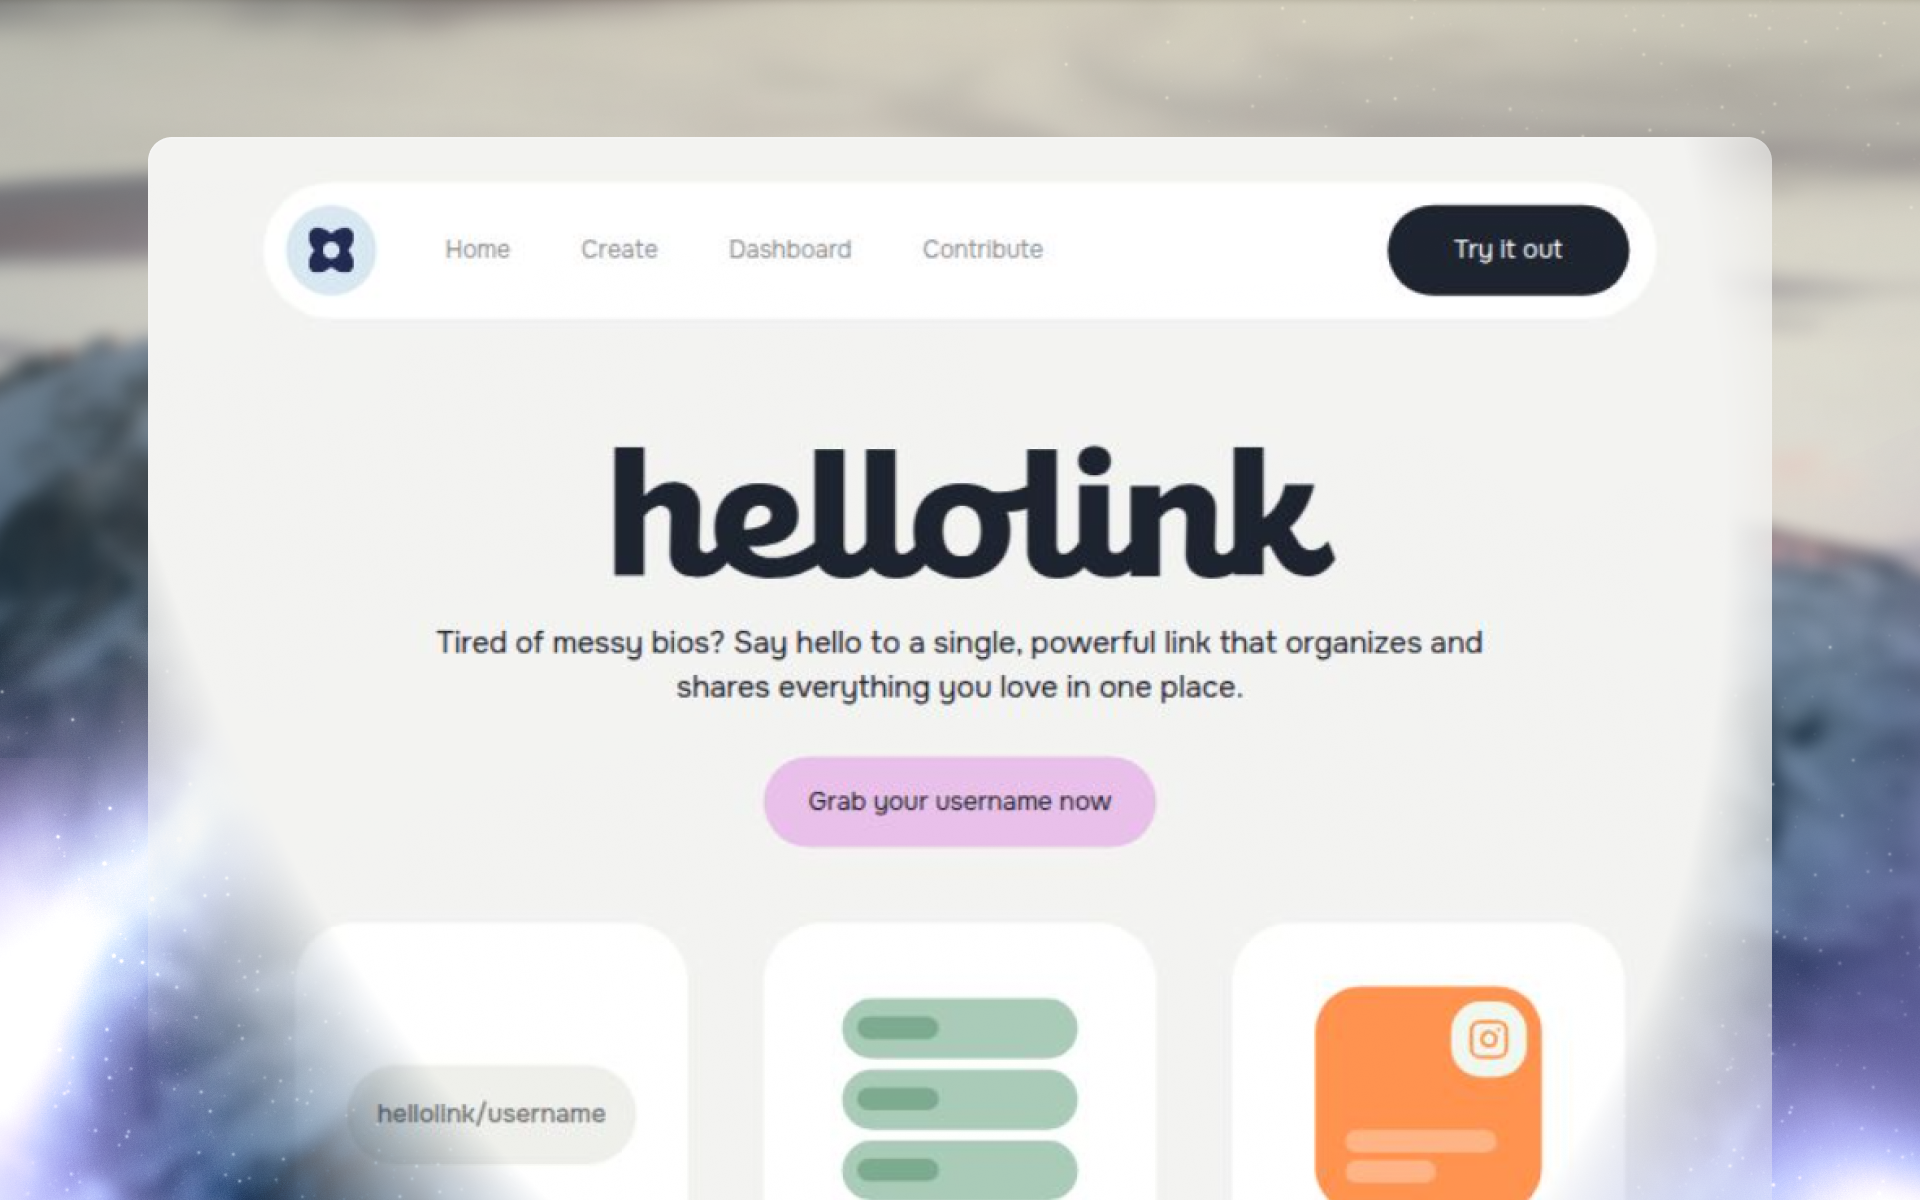 Home
Create
Dashboard
Contribute
Try it out
hellolink
Tired of messy bios? Say hello to a single, powerful link that organizes and
shares everything you love in one place.
Grab your username now
hellolink/username